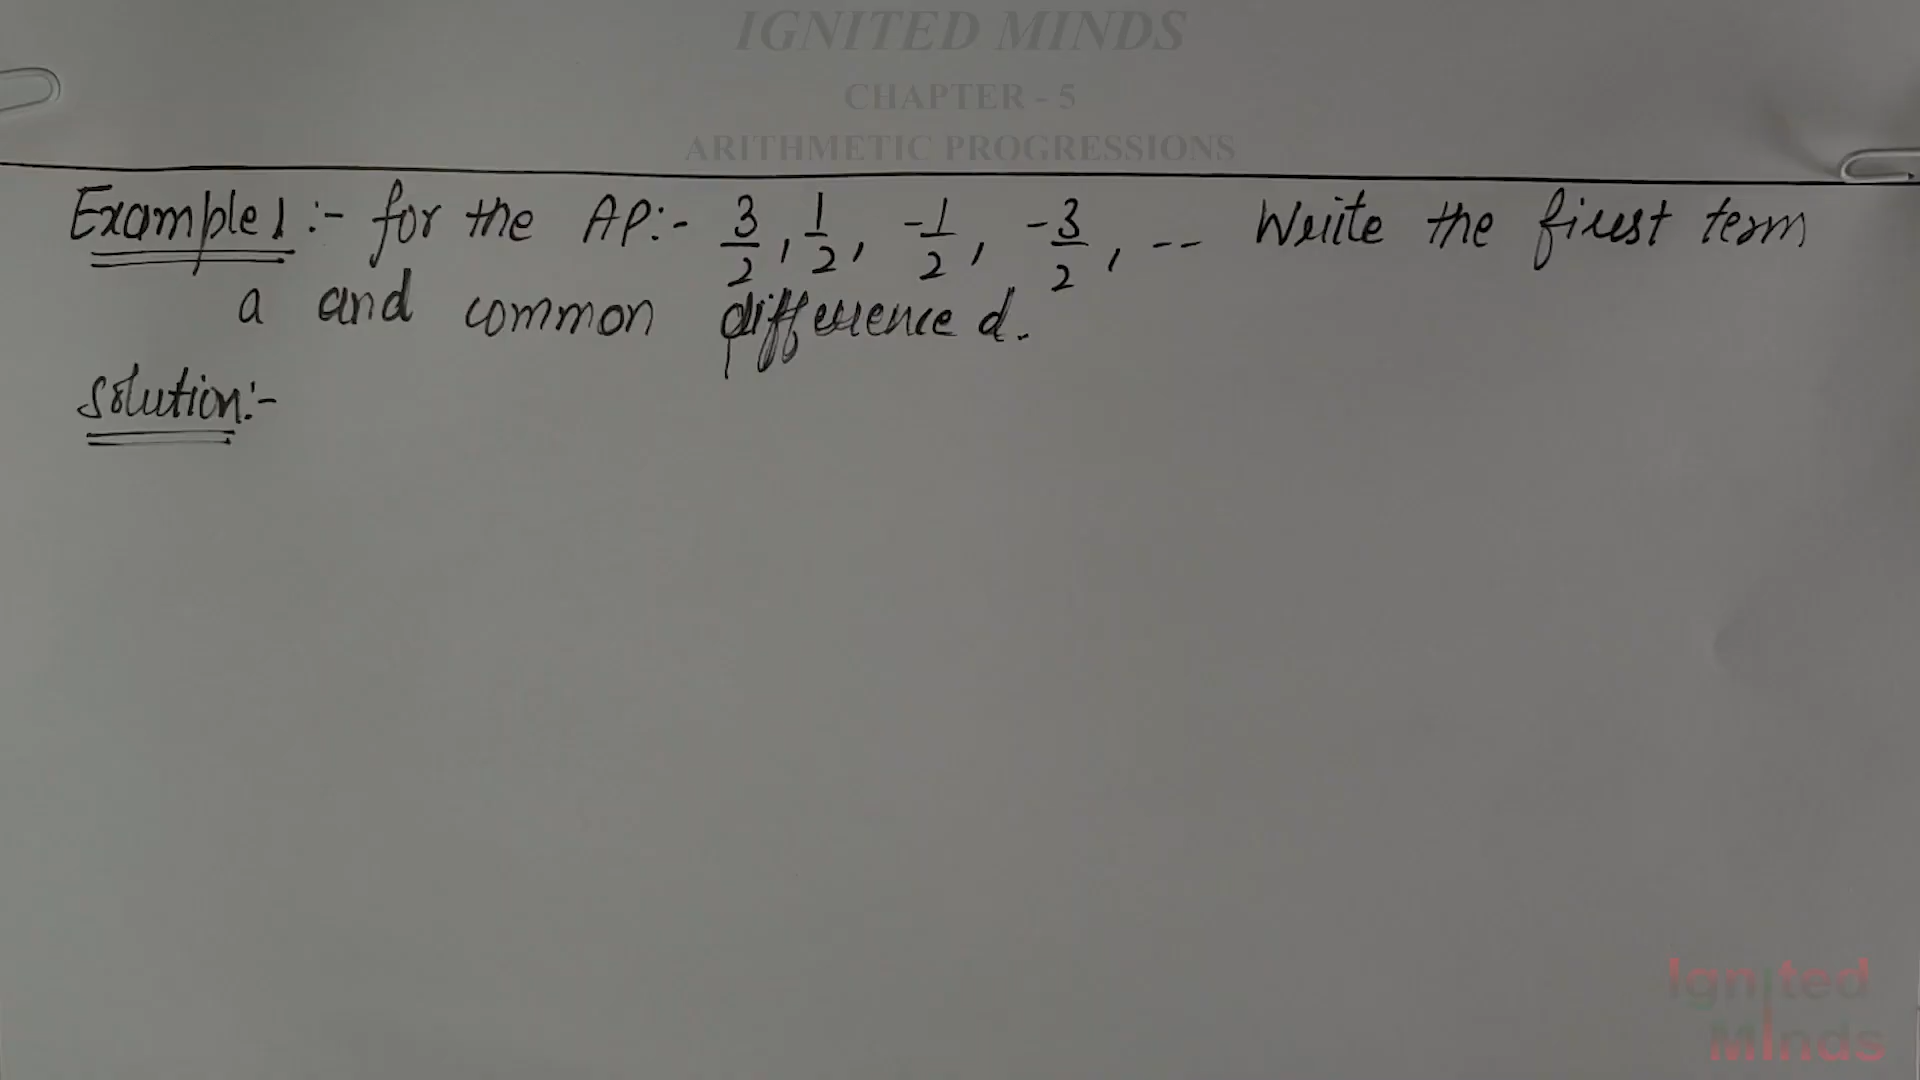 IGNITED MINDS
CHAPTER - 5
ARITHMETIC PROGRESSIONS
Example 1 :- for the AP:- 3/2, 1/2, -1/2, -3/2, -- Write the first term
a and common difference d.
Solution:-
Ignited
Minds